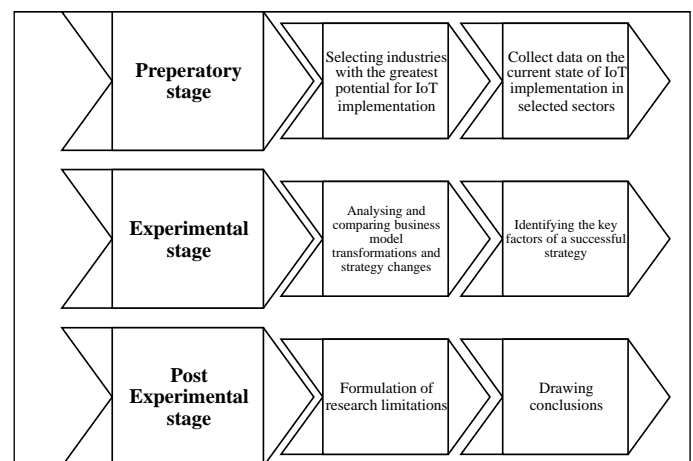 Preperatory
stage
Selecting industries
with the greatest
potential for IoT
implementation
Collect data on the
current state of IoT
implementation in
selected sectors
Experimental
stage
Analysing and
comparing business
model
transformations and
strategy changes
Identifying the key
factors of a successful
strategy
Post
Experimental
stage
Formulation of
research limitations
Drawing
conclusions